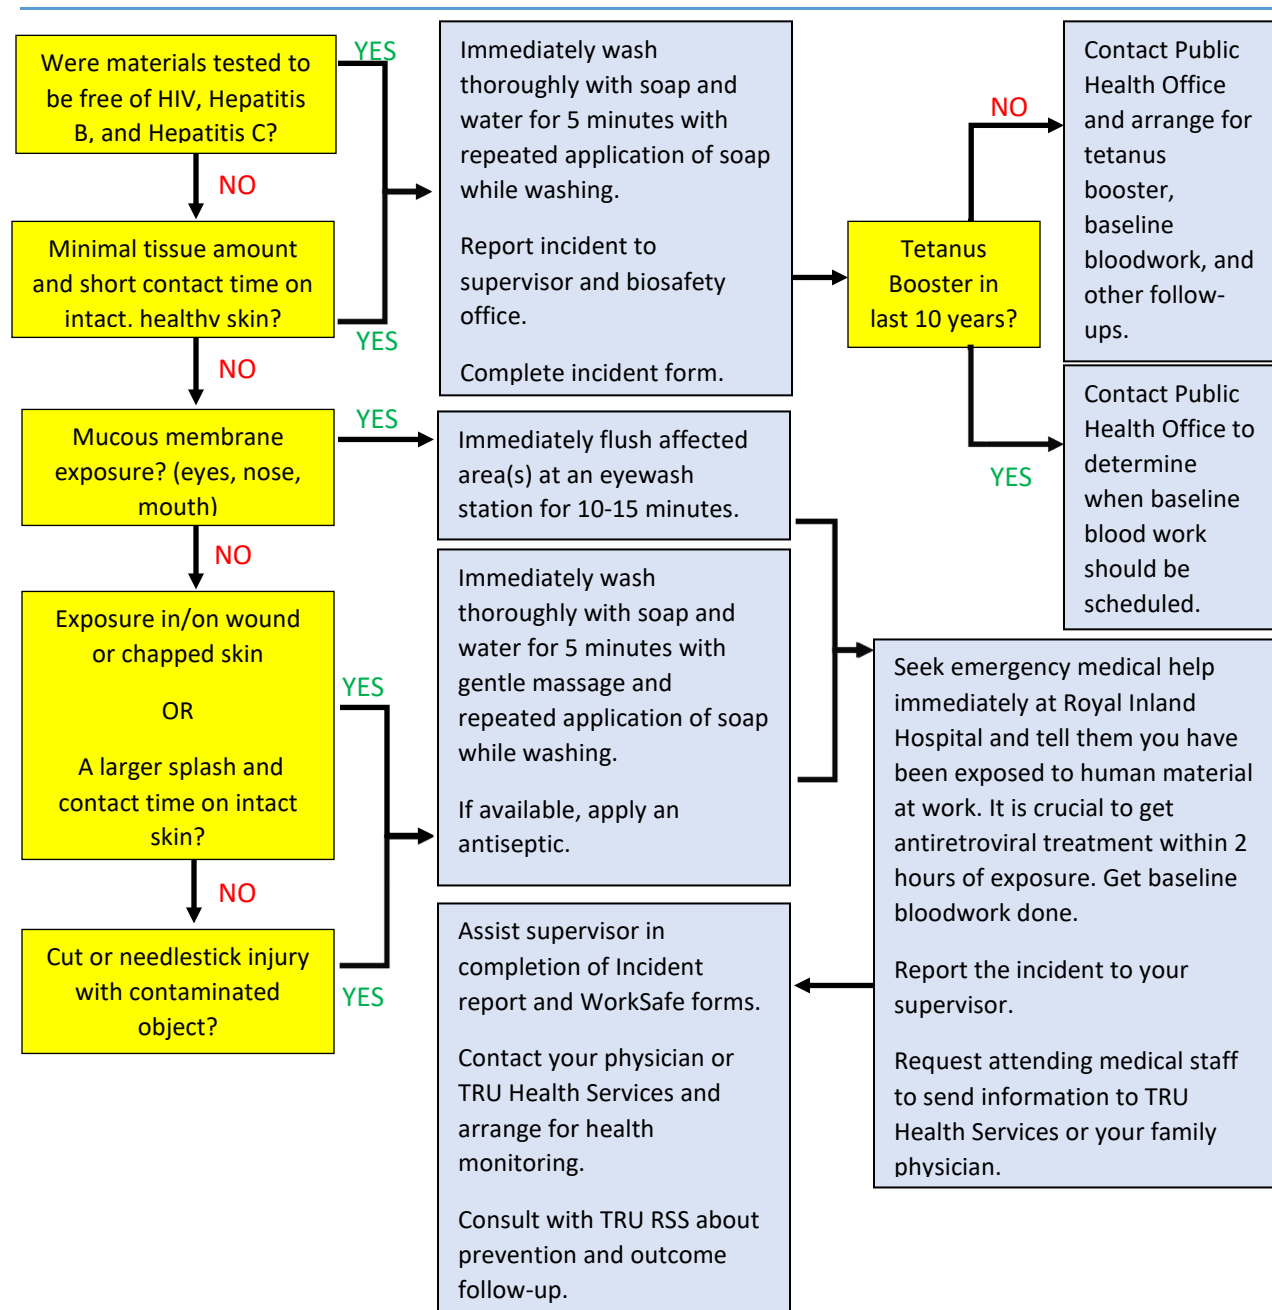 Were materials tested to
be free of HIV, Hepatitis
B, and Hepatitis C?
YES
NO
Minimal tissue amount
and short contact time on
intact, healthy skin?
YES
NO
Immediately wash
thoroughly with soap and
water for 5 minutes with
repeated application of soap
while washing.
Report incident to
supervisor and biosafety
office.
Complete incident form.
Tetanus
Booster in
last 10 years?
NO
Contact Public
Health Office
and arrange for
tetanus
booster,
baseline
bloodwork, and
other follow-
ups.
YES
Contact Public
Health Office to
determine
when baseline
blood work
should be
scheduled.
Mucous membrane
exposure? (eyes, nose,
mouth)
YES
NO
Immediately flush affected
area(s) at an eyewash
station for 10-15 minutes.
Exposure in/on wound
or chapped skin
OR
A larger splash and
contact time on intact
skin?
YES
NO
Immediately wash
thoroughly with soap and
water for 5 minutes with
gentle massage and
repeated application of soap
while washing.
If available, apply an
antiseptic.
Cut or needlestick injury
with contaminated
object?
YES
Seek emergency medical help
immediately at Royal Inland
Hospital and tell them you have
been exposed to human material
at work. It is crucial to get
antiretroviral treatment within 2
hours of exposure. Get baseline
bloodwork done.
Report the incident to your
supervisor.
Request attending medical staff
to send information to TRU
Health Services or your family
physician.
Assist supervisor in
completion of Incident
report and WorkSafe forms.
Contact your physician or
TRU Health Services and
arrange for health
monitoring.
Consult with TRU RSS about
prevention and outcome
follow-up.